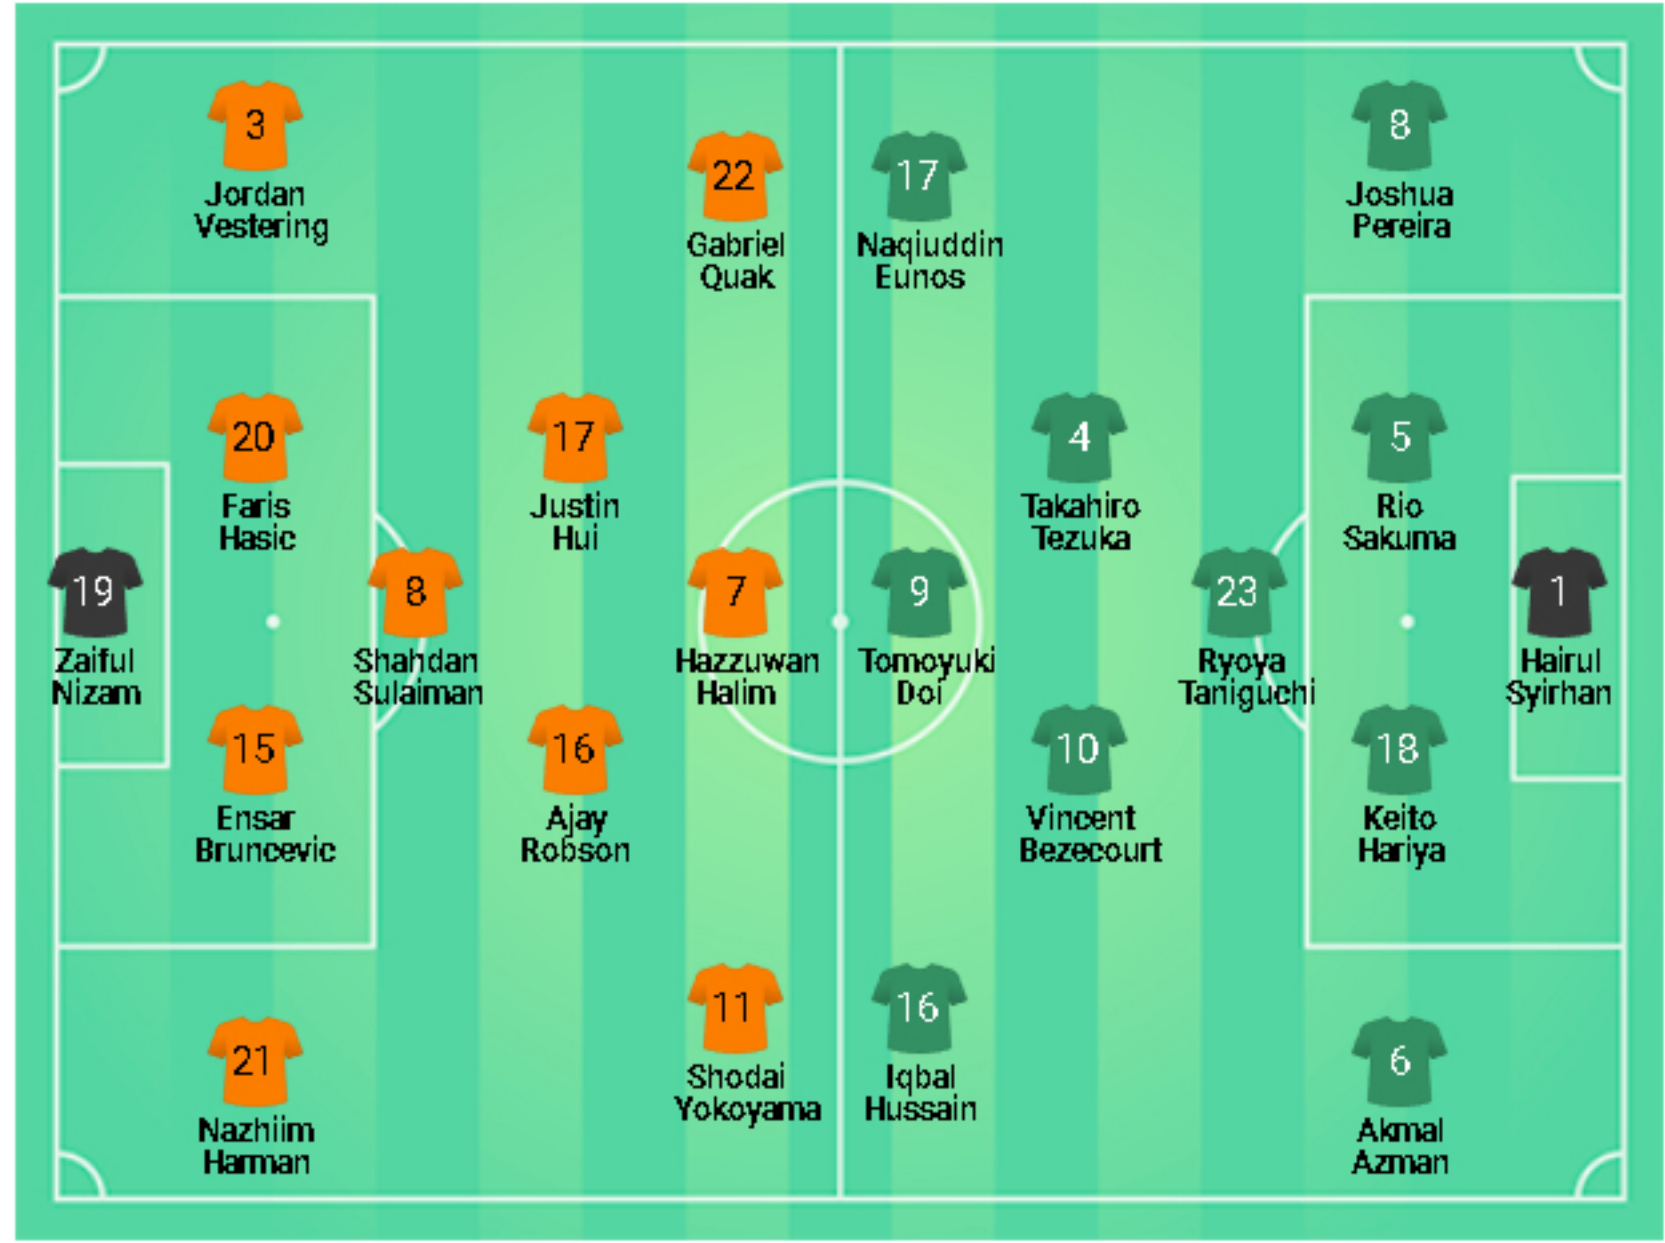 3
Jordan
Vestering
22
Gabriel
Quak
17
Naqiuddin
Eunos
8
Joshua
Pereira
20
Faris
Hasic
17
Justin
Hui
4
Takahiro
Tezuka
5
Rio
Sakuma
19
Zaiful
Nizam
8
Shahdan
Sulaiman
7
Hazzuwan
Halim
9
Tomoyuki
Doi
23
Ryoya
Taniguchi
1
Hairul
Syirhan
15
Ensar
Bruncevic
16
Ajay
Robson
10
Vincent
Bezecourt
18
Keito
Hariya
21
Nazhiim
Harman
11
Shodai
Yokoyama
16
Iqbal
Hussain
6
Akmal
Azman